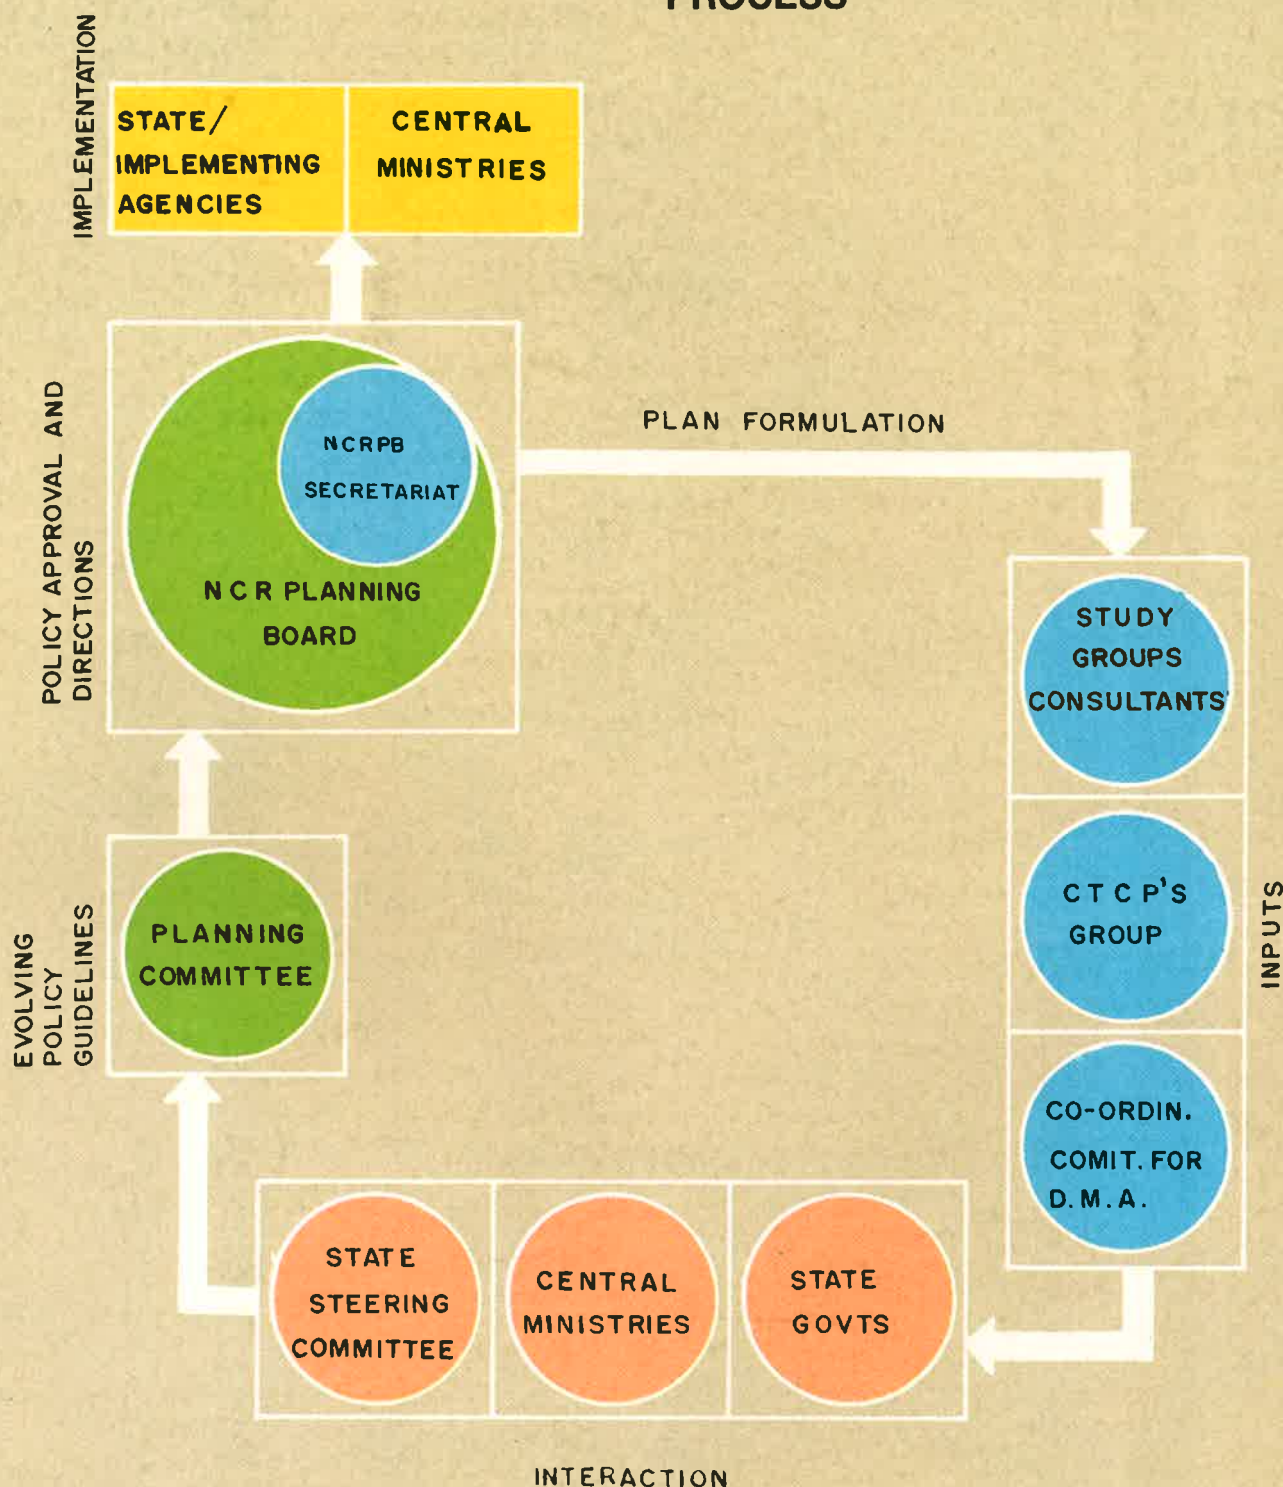 PROCESS
IMPLEMENTATION
STATE/
IMPLEMENTING
AGENCIES
CENTRAL
MINISTRIES
POLICY APPROVAL AND
DIRECTIONS
NCRPB
SECRETARIAT
NCR PLANNING
BOARD
PLAN FORMULATION
STUDY
GROUPS
CONSULTANTS
CTCP'S
GROUP
CO-ORDIN.
COMIT. FOR
D.M.A.
INPUTS
EVOLVING
POLICY
GUIDELINES
PLANNING
COMMITTEE
STATE
STEERING
COMMITTEE
CENTRAL
MINISTRIES
STATE
GOVTS
INTERACTION